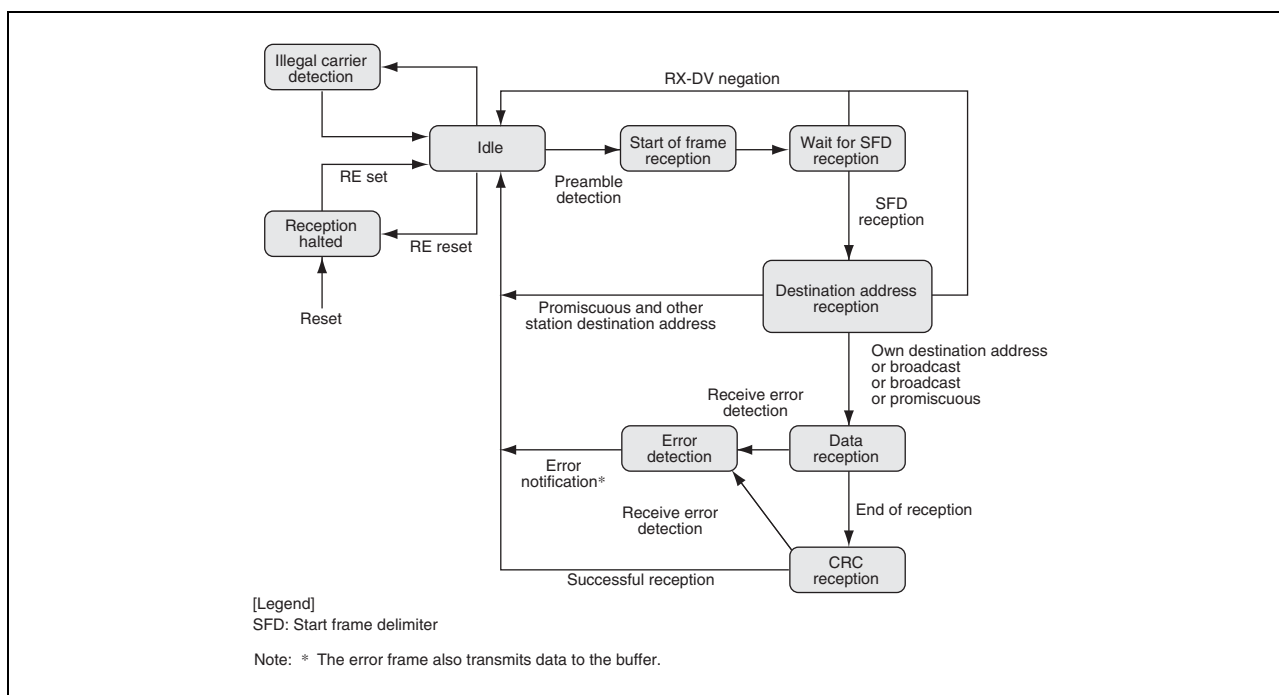 Illegal carrier
detection
RX-DV negation
Idle
Start of frame
reception
Wait for SFD
reception
Preamble
detection
RE set
SFD
reception
Reception
halted
RE reset
Destination address
reception
Reset
Promiscuous and other
station destination address
Own destination address
or broadcast
or broadcast
or promiscuous
Receive error
detection
Error
detection
Data
reception
Error
notification*
Receive error
detection
End of reception
CRC
reception
Successful reception
[Legend]
SFD: Start frame delimiter
Note: * The error frame also transmits data to the buffer.